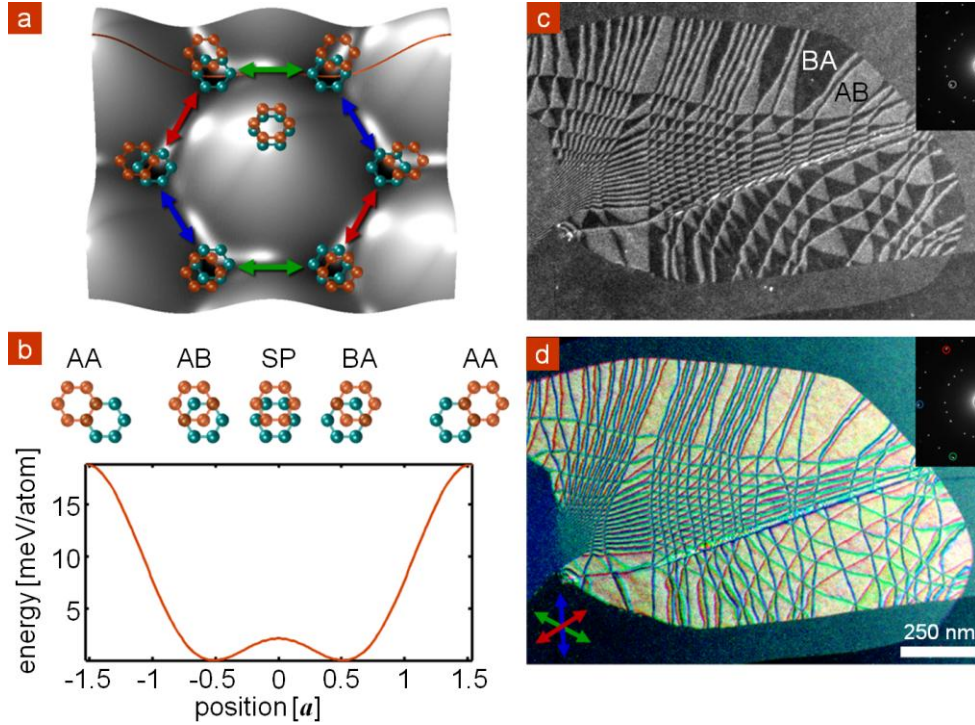 a
b
AA AB SP BA AA
energy [meV/atom]
15
10
5
-1.5 -1 -0.5 0 0.5 1 1.5
position [a]
c
BA
AB
d
250 nm